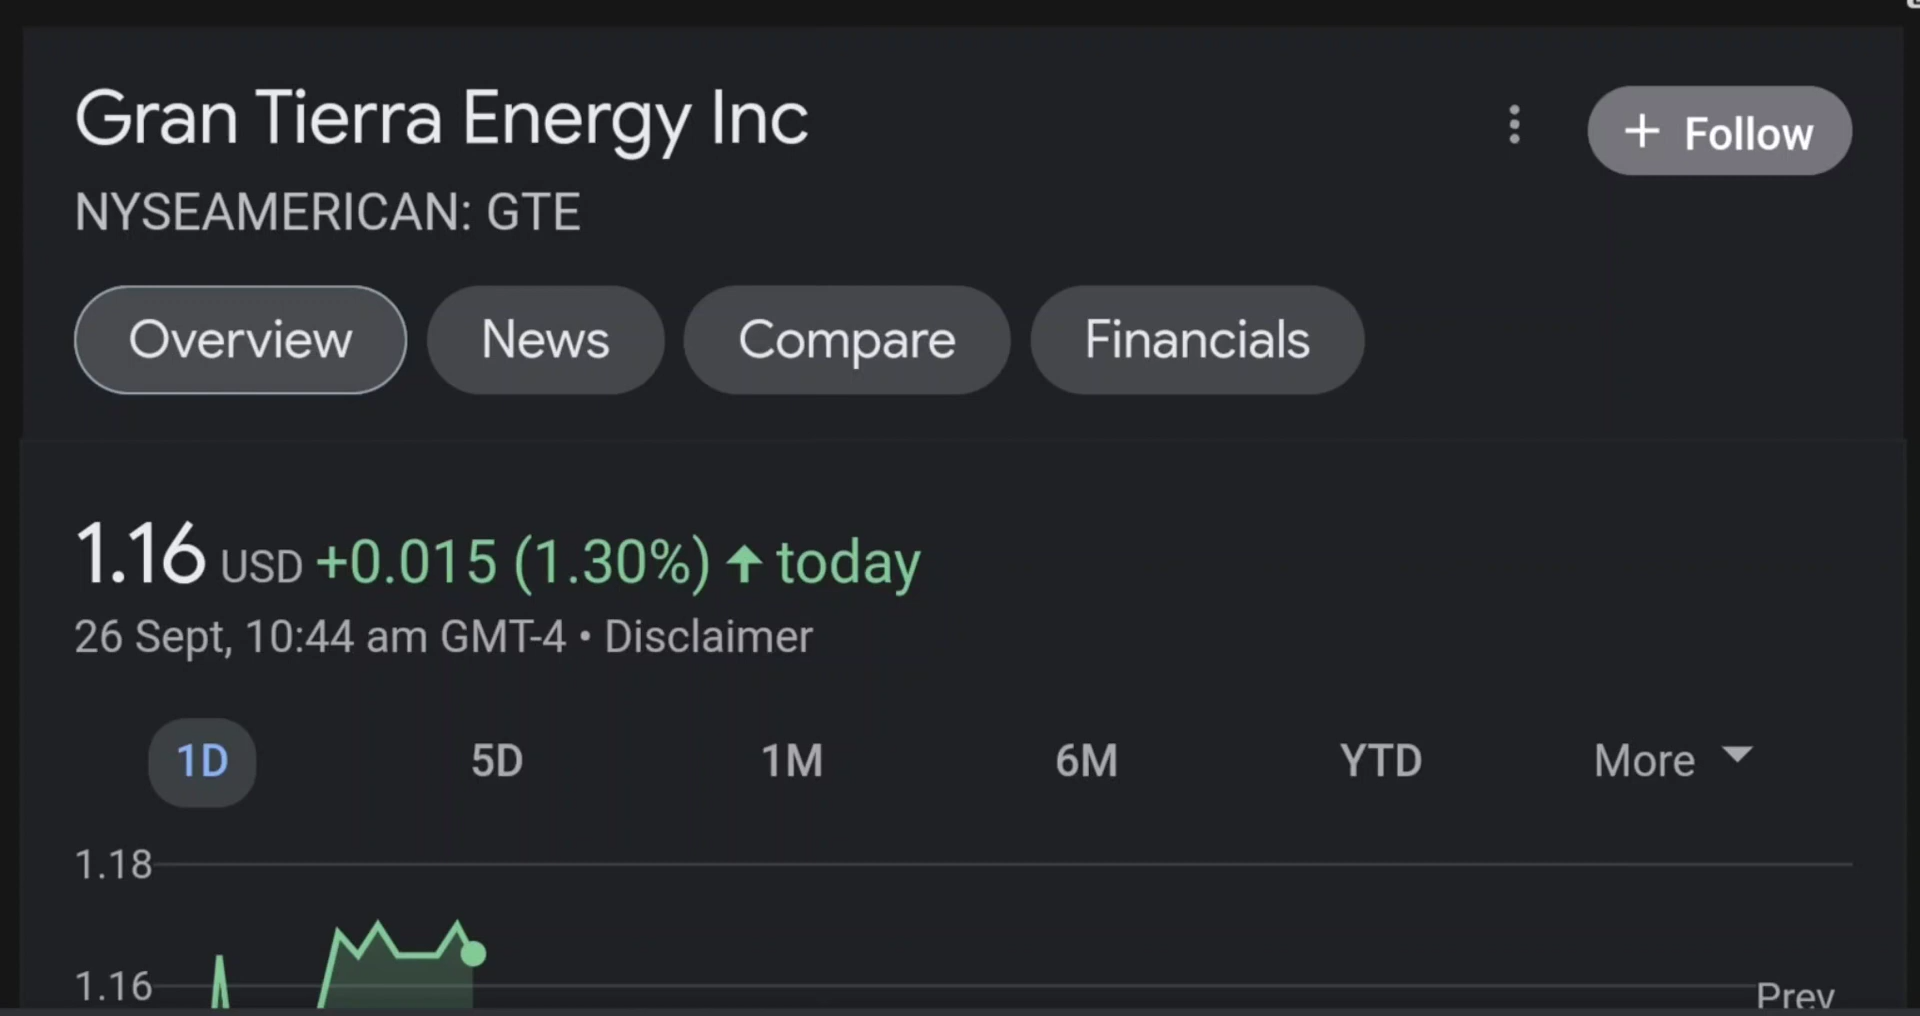 Gran Tierra Energy Inc
+ Follow
NYSEAMERICAN: GTE
Overview
News
Compare
Financials
1.16 USD +0.015 (1.30%) ↑ today
26 Sept, 10:44 am GMT-4 • Disclaimer
1D
5D
1M
6M
YTD
More
1.18
1.16
Prev